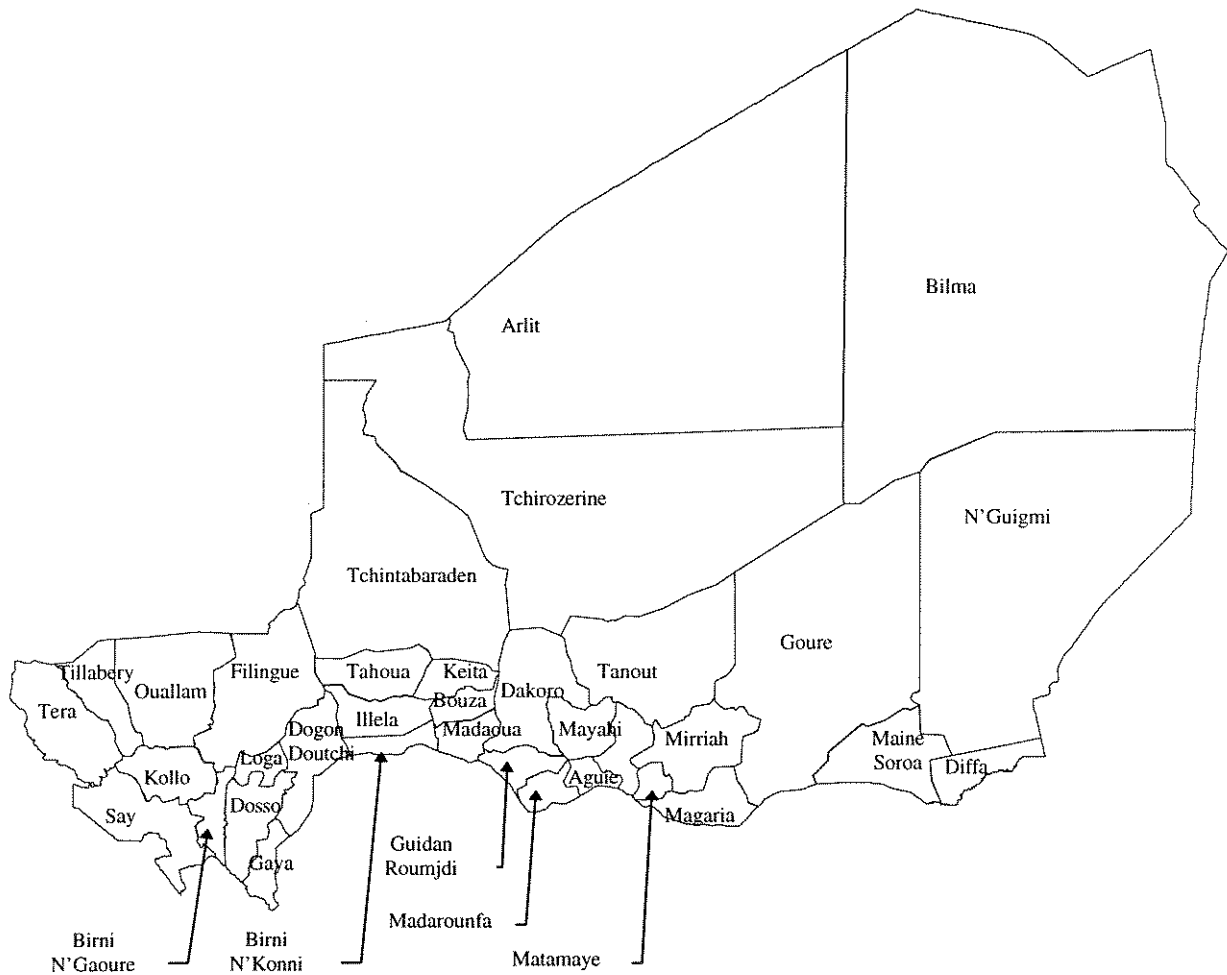 Bilma
Arlit
Tchirozerine
N'Guigmi
Tchintabaraden
Goure
Tillabery
Filingue
Tahoua
Keita
Tanout
Ouallam
Dakoro
Tera
Bouza
Illela
Dogon
Doutchi
Madaoua
Mayahi
Mirriah
Maine
Soroa
Loga
Kollo
Diffa
Aguie
Dosso
Say
Magaria
Gaya
Guidan
Roumjdi
Madarounfa
Birni
N'Gaoure
Birni
N'Konni
Matamaye